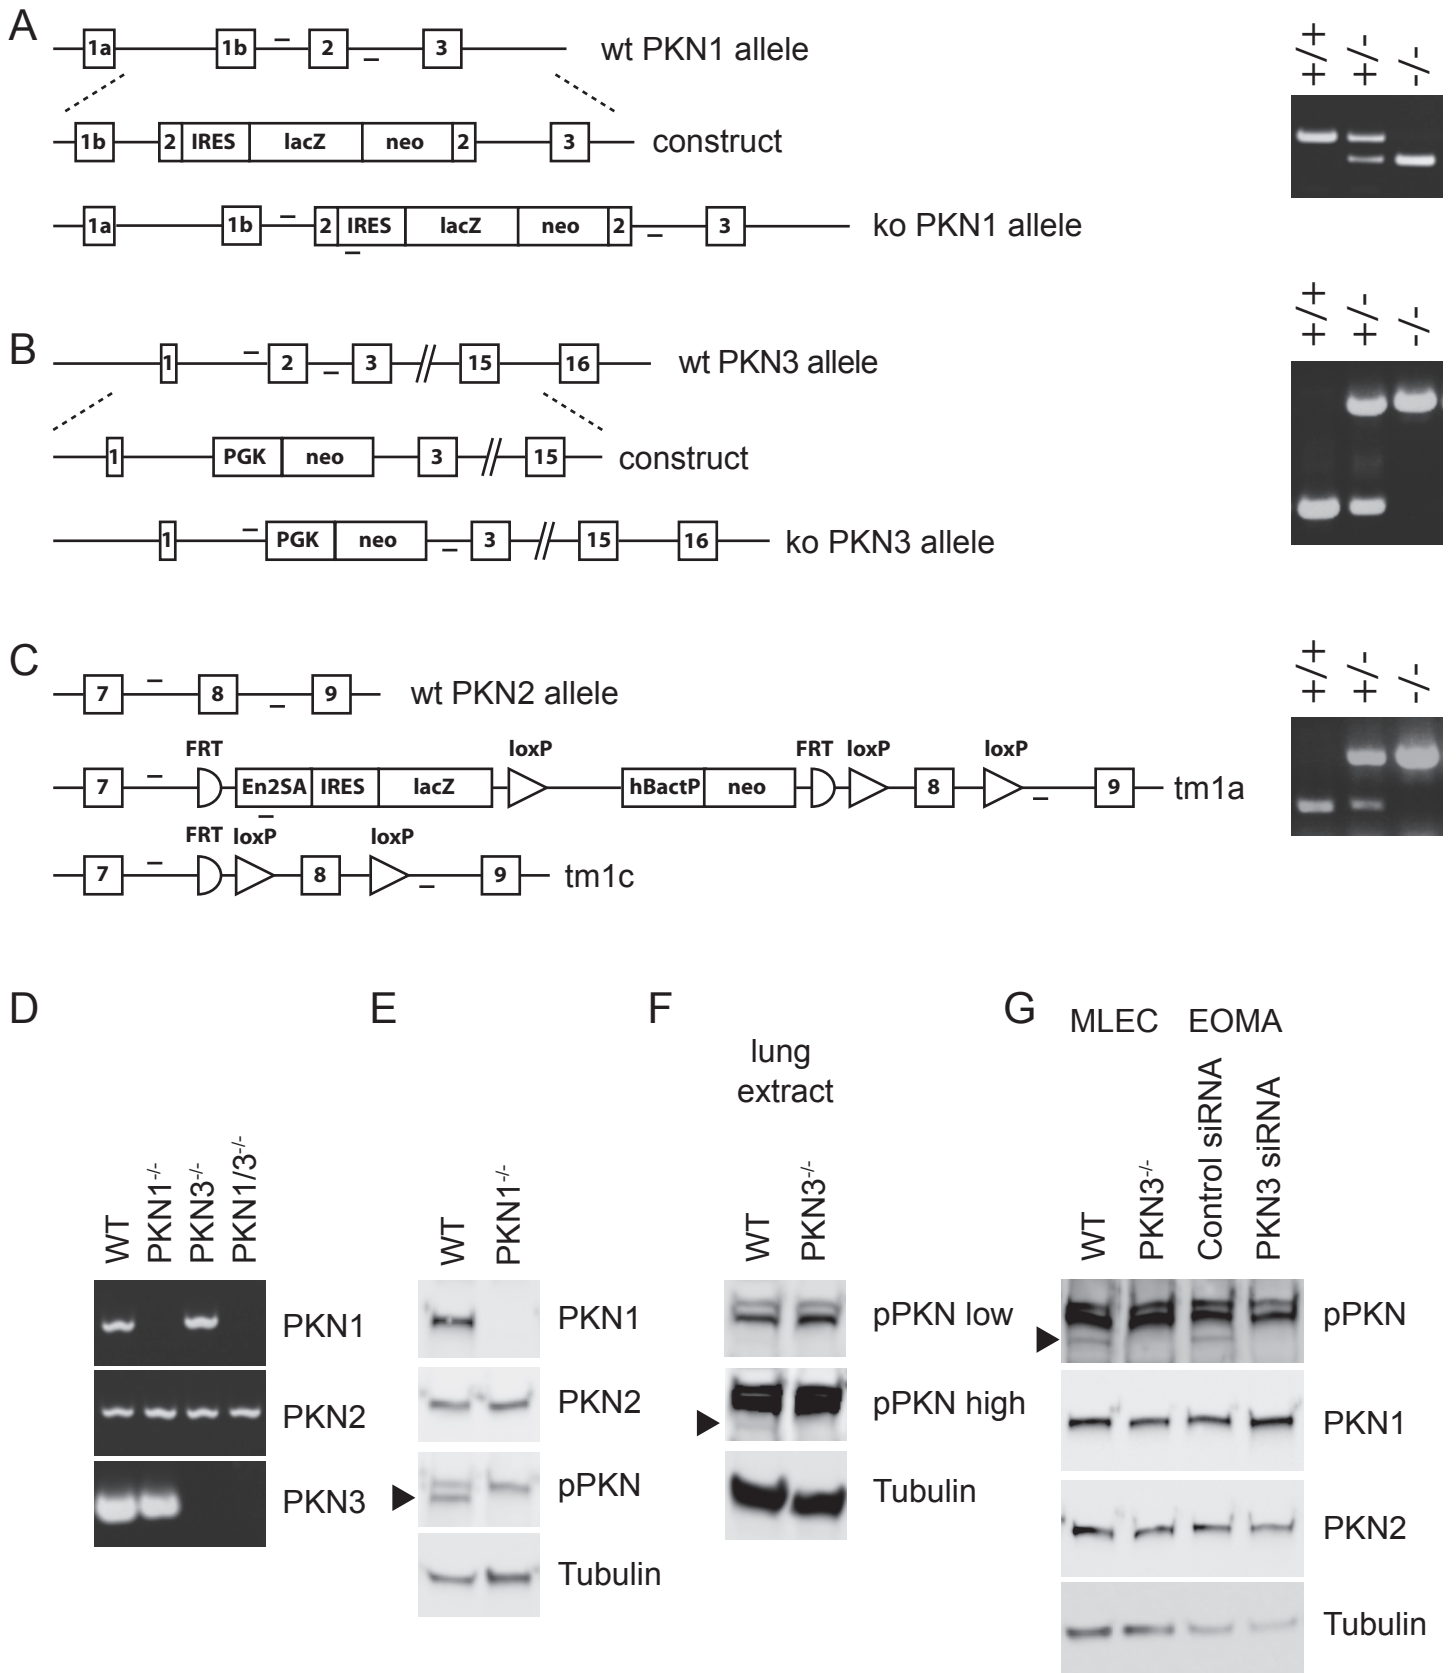 A
1a 1b 2 3 wt PKN1 allele
1b 2 IRES lacZ neo 2 3 construct
1a 1b 2 IRES lacZ neo 2 3 ko PKN1 allele
+/+ +/- -/-
B
1 2 3 15 16 wt PKN3 allele
1 PGK neo 3 15 construct
1 PGK neo 3 15 16 ko PKN3 allele
+/+ +/- -/-
C
7 8 9 wt PKN2 allele
FRT loxP FRT loxP loxP
7 En2SA IRES lacZ hBactP neo 8 9 tm1a
FRT loxP loxP
7 8 9 tm1c
+/+ +/- -/-
D
WT PKN1-/- PKN3-/- PKN1/3-/-
PKN1
PKN2
PKN3
E
WT PKN1-/-
PKN1
PKN2
pPKN
Tubulin
F
lung
extract
WT PKN3-/-
pPKN low
pPKN high
Tubulin
G
MLEC EOMA
WT PKN3-/- Control siRNA PKN3 siRNA
pPKN
PKN1
PKN2
Tubulin